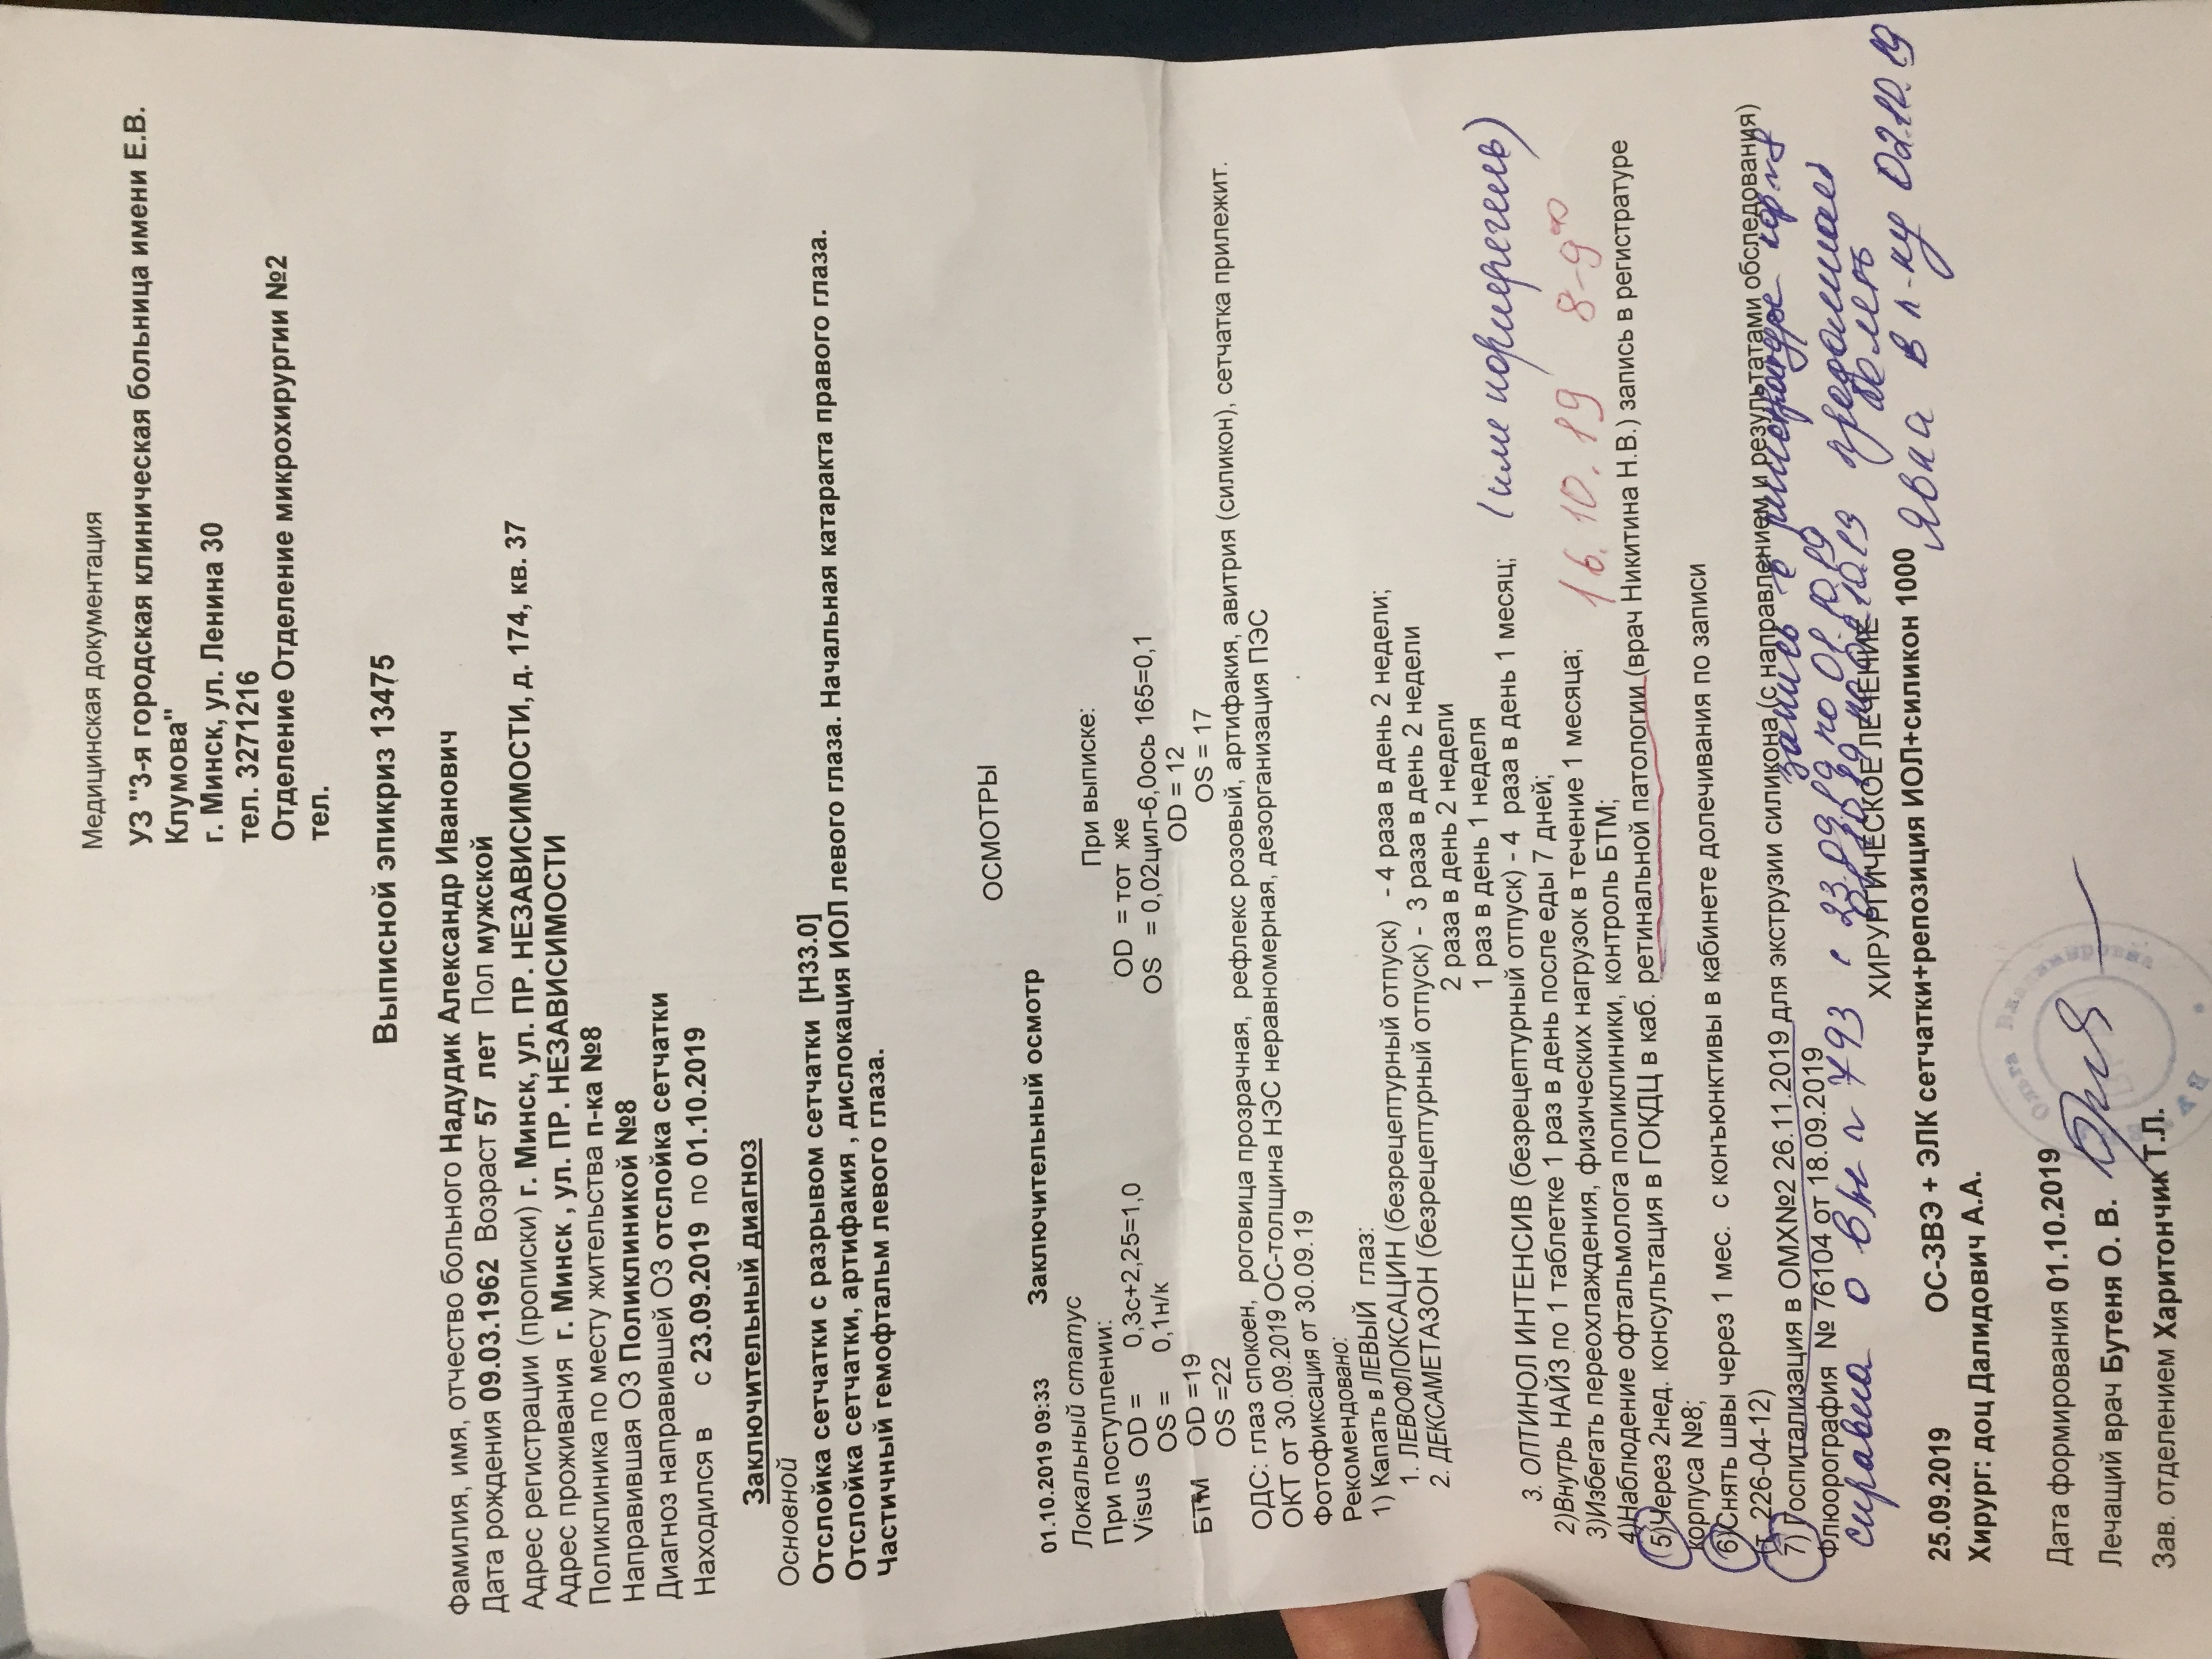 Медицинская документация
УЗ "3-я городская клиническая больница имени Е.В.
Клумова"
г. Минск, ул. Ленина 30
тел. 3271216
Отделение Отделение микрохирургии №2
тел.
Выписной эпикриз 13475
Фамилия, имя, отчество больного Надудик Александр Иванович
Дата рождения 09.03.1962 Возраст 57 лет Пол мужской
Адрес регистрации (прописки) г. Минск, ул. ПР. НЕЗАВИСИМОСТИ, д. 174, кв. 37
Адрес проживания г. Минск , ул. ПР. НЕЗАВИСИМОСТИ
Поликлиника по месту жительства п-ка №8
Направившая ОЗ Поликлиникой №8
Диагноз направившей ОЗ отслойка сетчатки
Находился в с 23.09.2019 по 01.10.2019
Заключительный диагноз
Основной
Отслойка сетчатки с разрывом сетчатки [H33.0]
Отслойка сетчатки, артифакия , дислокация ИОЛ левого глаза. Начальная катаракта правого глаза.
Частичный гемофтальм левого глаза.
ОСМОТРЫ
01.10.2019 09:33 Заключительный осмотр
Локальный статус
При поступлении: При выписке:
Visus OD = 0,3с+2,25=1,0 OD = тот же
OS = 0,1н/к OS = 0,02цил-6,0ось 165=0,1
БТМ OD =19 OD = 12
OS =22 OS = 17
ОДС: глаз спокоен, роговица прозрачная, рефлекс розовый, артифакия, авитрия (силикон), сетчатка прилежит.
ОКТ от 30.09.2019 ОС-толщина НЭС неравномерная, дезорганизация ПЭС
Фотофиксация от 30.09.19
Рекомендовано:
1) Капать в ЛЕВЫЙ глаз:
1. ЛЕВОФЛОКСАЦИН (безрецептурный отпуск) - 4 раза в день 2 недели;
2. ДЕКСАМЕТАЗОН (безрецептурный отпуск) - 3 раза в день 2 недели
2 раза в день 2 недели
1 раз в день 1 неделя
3. ОПТИНОЛ ИНТЕНСИВ (безрецептурный отпуск) - 4 раза в день 1 месяц; (или корнерегель)
2)Внутрь НАЙЗ по 1 таблетке 1 раз в день после еды 7 дней;
3)Избегать переохлаждения, физических нагрузок в течение 1 месяца; 16.10.19 8-9⁰⁰
4)Наблюдение офтальмолога поликлиники, контроль БТМ;
5)Через 2нед. консультация в ГОКДЦ в каб. ретинальной патологии (врач Никитина Н.В.) запись в регистратуре
корпуса №8;
6)Снять швы через 1 мес. с конъюнктивы в кабинете долечивания по записи
(т. 226-04-12)
7) Госпитализация в ОМХ№2 26.11.2019 для экструзии силикона (с направлением и результатами обследования)
запись в регистратуре кор №8
Флюорография № 76104 от 18.09.2019
справка о в/н № 793 с 23.09.19 по 01.10.19 продолжает
болеть
ХИРУРГИЧЕСКОЕ ЛЕЧЕНИЕ
явка в п-ку 02.10.19
25.09.2019 ОС-ЗВЭ + ЭЛК сетчатки+репозиция ИОЛ+силикон 1000
Хирург: доц Далидович А.А.
Дата формирования 01.10.2019
Лечащий врач Бутеня О. В.
Зав. отделением Харитончик Т.Л.
Ольга Владимировна